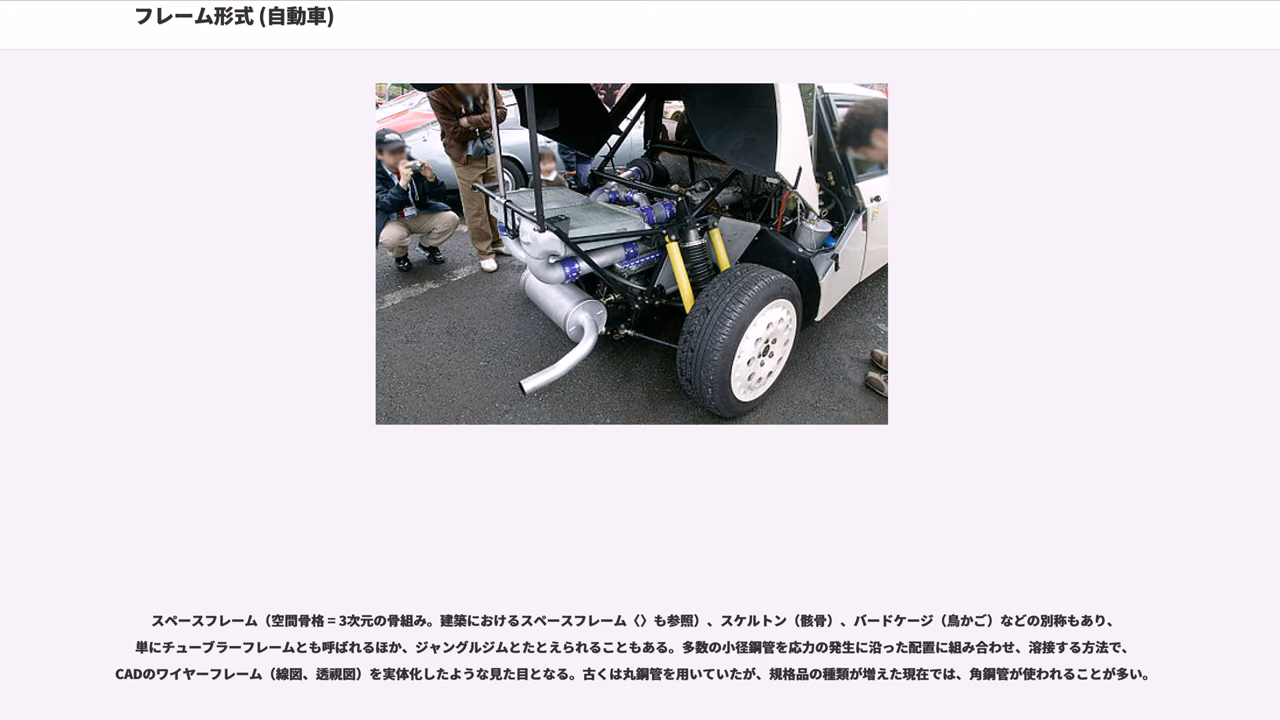 フレーム形式 (自動車)
スペースフレーム（空間骨格 = 3次元の骨組み。建築におけるスペースフレーム〈〉も参照）、スケルトン（骸骨）、バードケージ（鳥かご）などの別称もあり、
単にチューブラーフレームとも呼ばれるほか、ジャングルジムとたとえられることもある。多数の小径鋼管を応力の発生に沿った配置に組み合わせ、溶接する方法で、
CADのワイヤーフレーム（線図、透視図）を実体化したような見た目となる。古くは丸鋼管を用いていたが、規格品の種類が増えた現在では、角鋼管が使われることが多い。